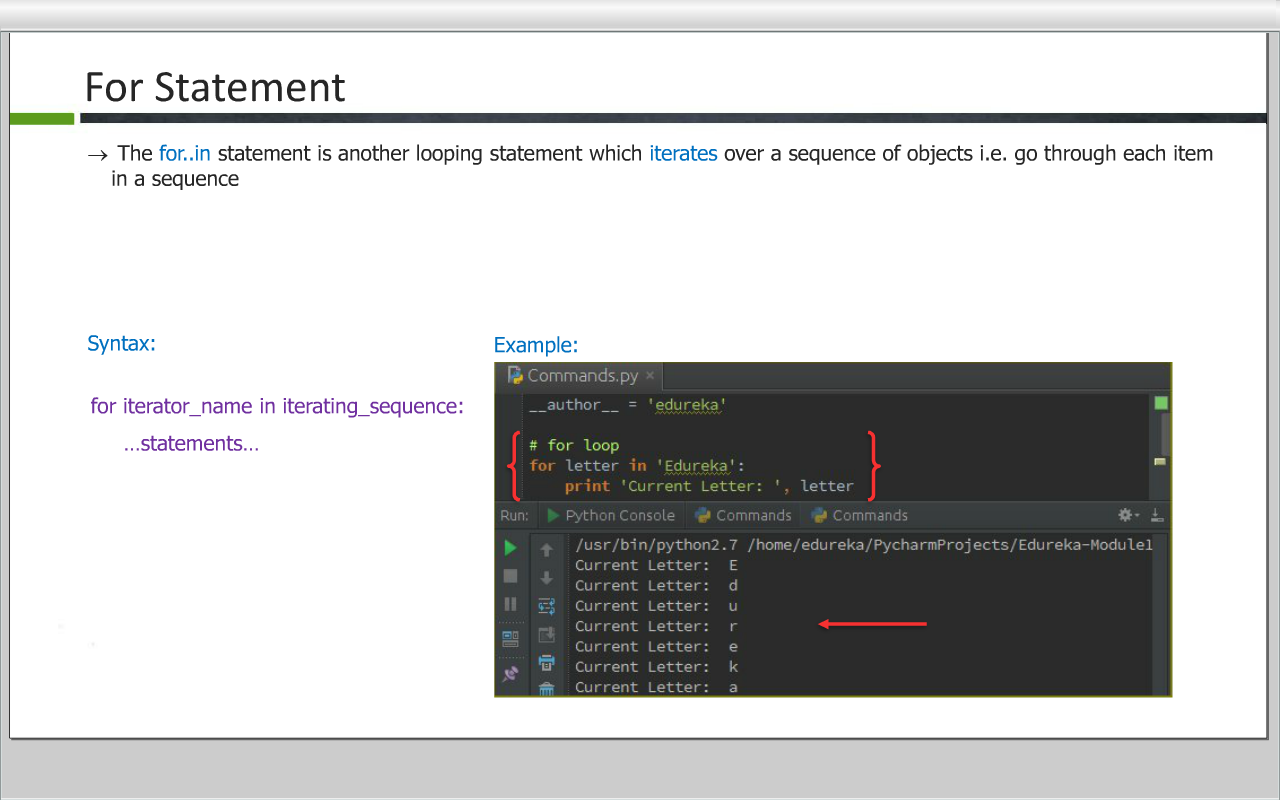 For Statement
→ The for..in statement is another looping statement which iterates over a sequence of objects i.e. go through each item
in a sequence
Syntax:
for iterator_name in iterating_sequence:
...statements...
Example:
Commands.py ×
__author__ = 'edureka'
# for loop
for letter in 'Edureka':
print 'Current Letter: ', letter
Run: Python Console Commands Commands
/usr/bin/python2.7 /home/edureka/PycharmProjects/Edureka-Module1
Current Letter:  E
Current Letter:  d
Current Letter:  u
Current Letter:  r
Current Letter:  e
Current Letter:  k
Current Letter:  a